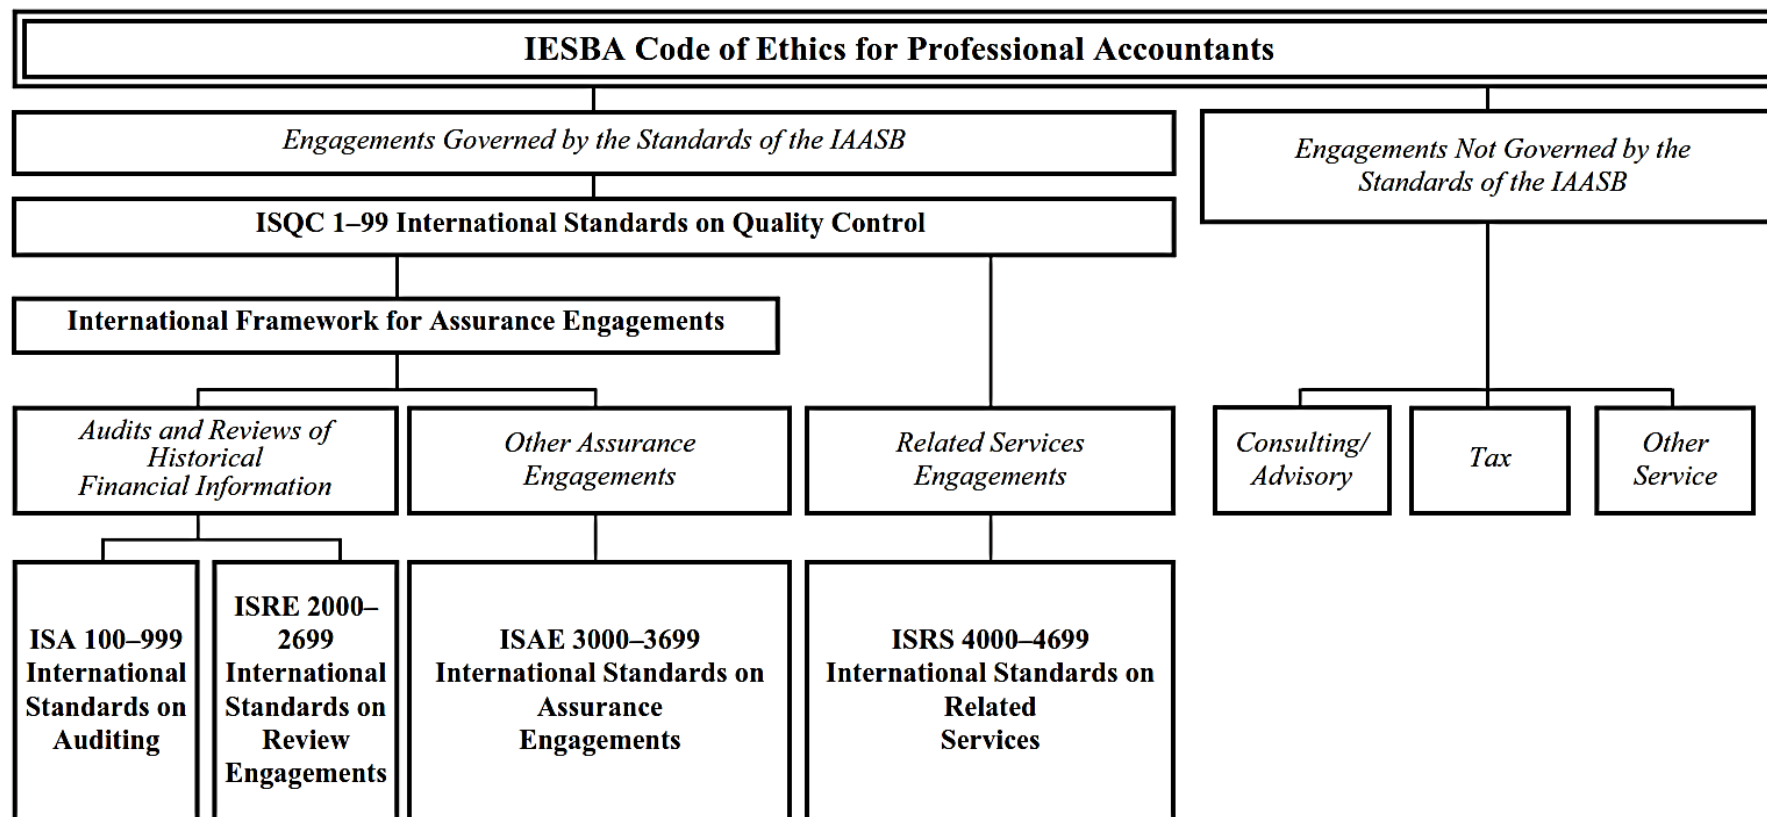 IESBA Code of Ethics for Professional Accountants
Engagements Governed by the Standards of the IAASB
Engagements Not Governed by the
Standards of the IAASB
ISQC 1–99 International Standards on Quality Control
International Framework for Assurance Engagements
Audits and Reviews of
Historical
Financial Information
Other Assurance
Engagements
Related Services
Engagements
Consulting/
Advisory
Tax
Other
Service
ISA 100–999
International
Standards on
Auditing
ISRE 2000–
2699
International
Standards on
Review
Engagements
ISAE 3000–3699
International Standards on
Assurance
Engagements
ISRS 4000–4699
International Standards on
Related
Services